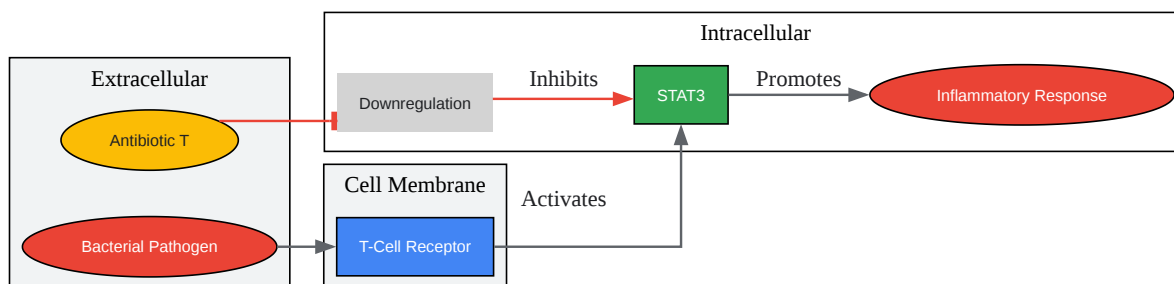 Extracellular
Antibiotic T
Bacterial Pathogen
Cell Membrane
T-Cell Receptor
Activates
Intracellular
Downregulation
Inhibits
STAT3
Promotes
Inflammatory Response